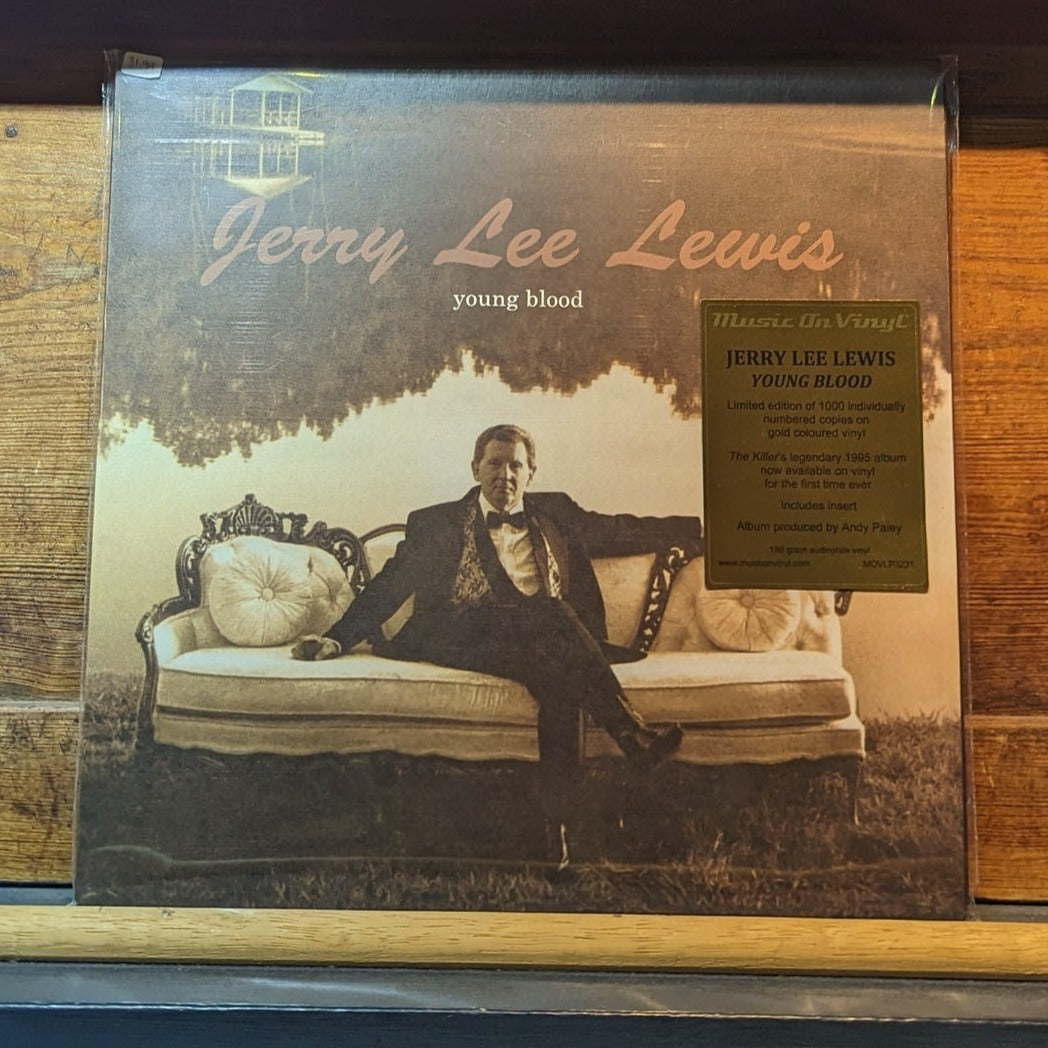 Jerry Lee Lewis
young blood
Music On Vinyl
JERRY LEE LEWIS
YOUNG BLOOD
Limited edition of 1000 individually
numbered copies on
gold coloured vinyl
The Killer's legendary 1995 album
now available on vinyl
for the first time ever
Includes insert
Album produced by Andy Paley
180 gram audiophile vinyl
www.musiconvinyl.com MOVLP3231